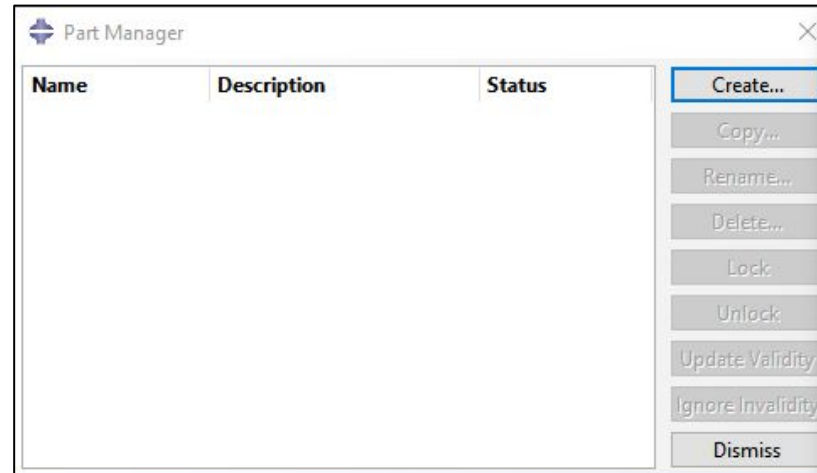 Part Manager
Name Description Status
Create...
Copy...
Rename...
Delete...
Lock
Unlock
Update Validity
Ignore Invalidity
Dismiss